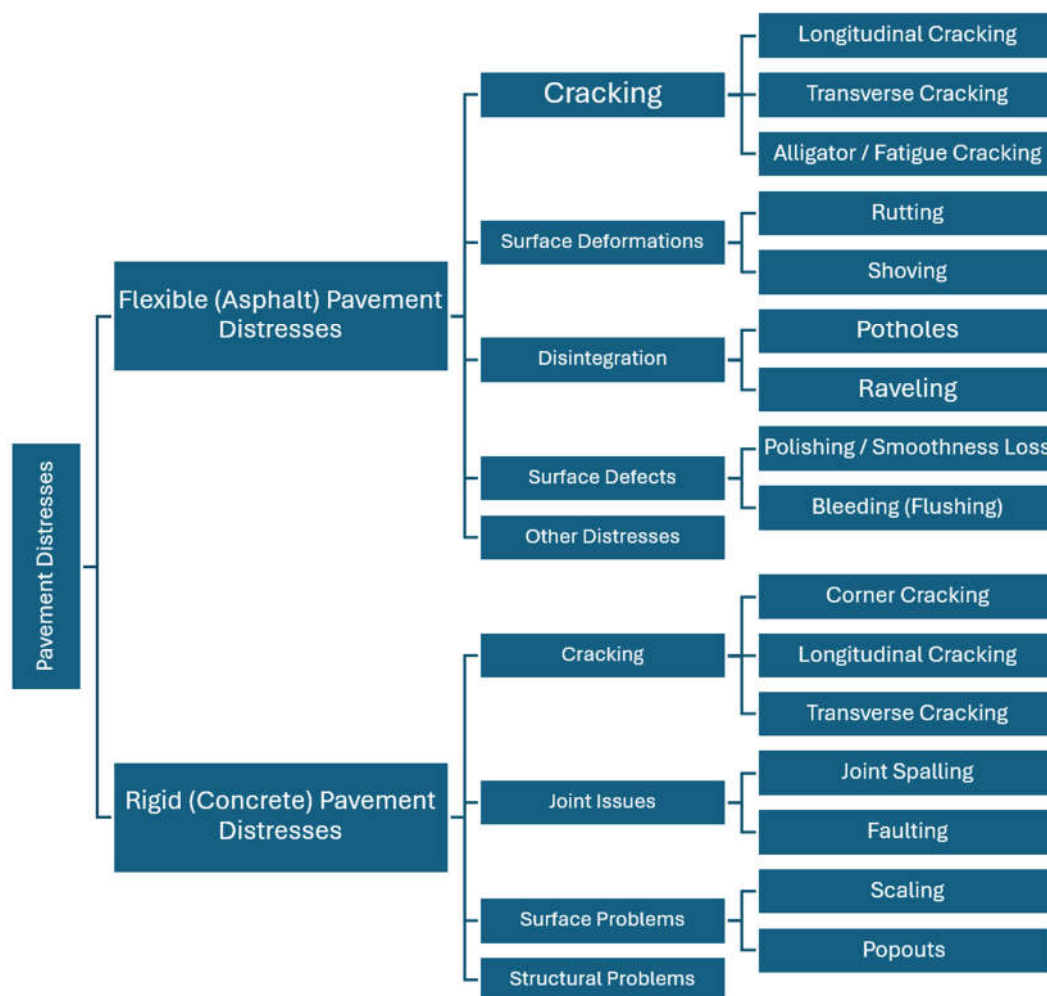 Pavement Distresses
Flexible (Asphalt) Pavement
Distresses
Cracking
Longitudinal Cracking
Transverse Cracking
Alligator / Fatigue Cracking
Surface Deformations
Rutting
Shoving
Disintegration
Potholes
Raveling
Surface Defects
Polishing / Smoothness Loss
Bleeding (Flushing)
Other Distresses
Rigid (Concrete) Pavement
Distresses
Cracking
Corner Cracking
Longitudinal Cracking
Transverse Cracking
Joint Issues
Joint Spalling
Faulting
Surface Problems
Scaling
Popouts
Structural Problems